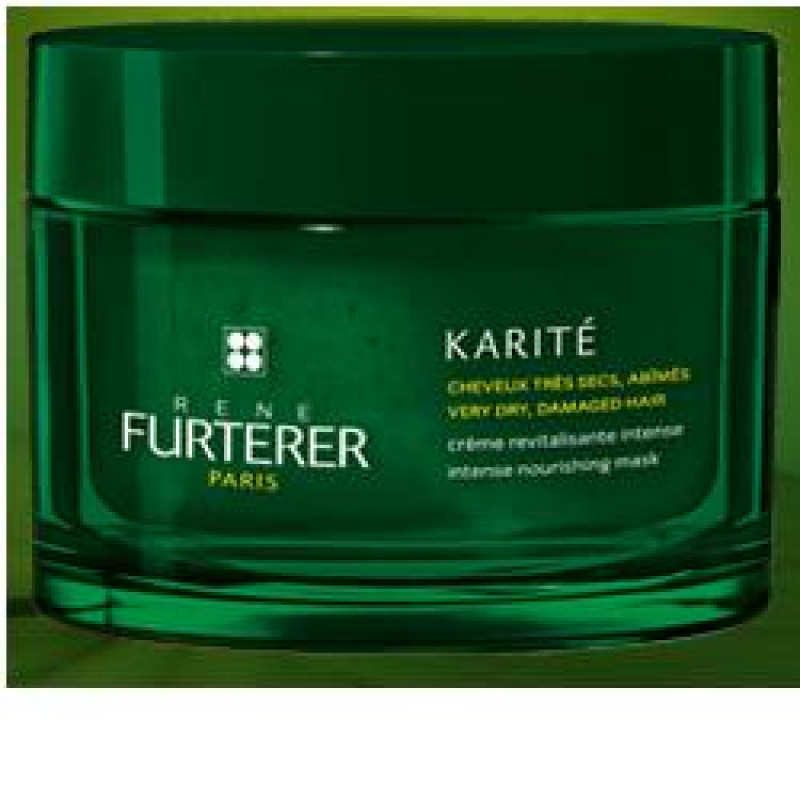 RENE
FURTERER
PARIS
KARITÉ
CHEVEUX TRÈS SECS, ABÎMÉS
VERY DRY, DAMAGED HAIR
crème revitalisante intense
intense nourishing mask